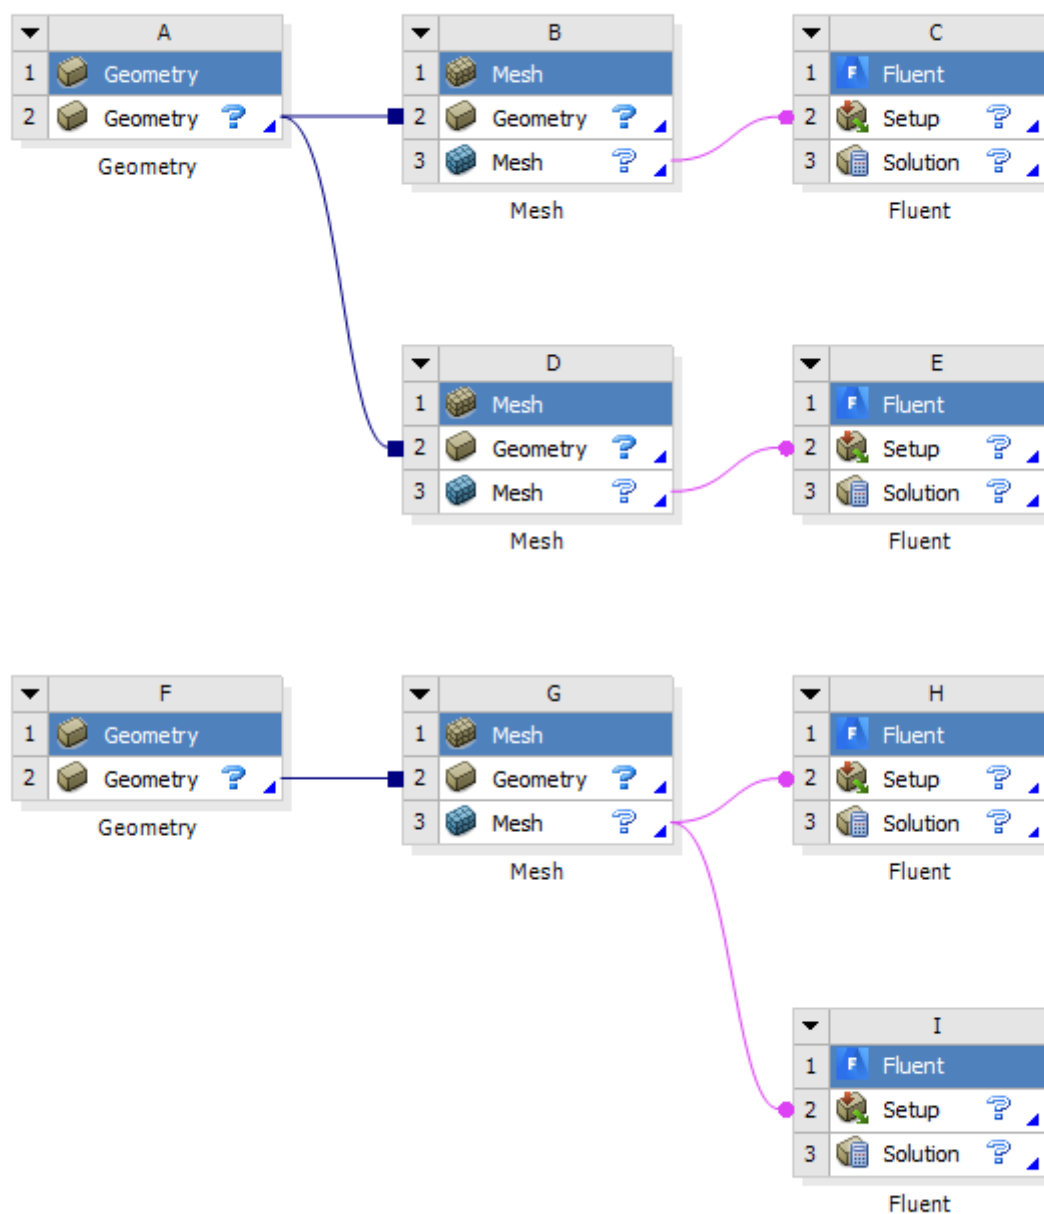 A
1 Geometry
2 Geometry ?
Geometry
B
1 Mesh
2 Geometry ?
3 Mesh ?
Mesh
C
1 F Fluent
2 Setup ?
3 Solution ?
Fluent
D
1 Mesh
2 Geometry ?
3 Mesh ?
Mesh
E
1 F Fluent
2 Setup ?
3 Solution ?
Fluent
F
1 Geometry
2 Geometry ?
Geometry
G
1 Mesh
2 Geometry ?
3 Mesh ?
Mesh
H
1 F Fluent
2 Setup ?
3 Solution ?
Fluent
I
1 F Fluent
2 Setup ?
3 Solution ?
Fluent